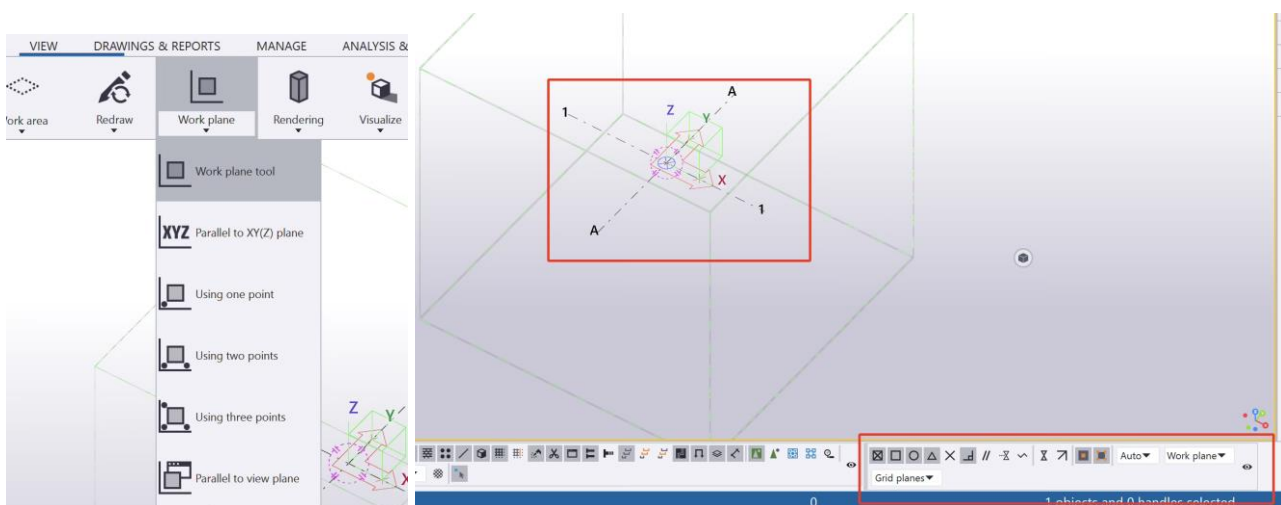 VIEW DRAWINGS & REPORTS MANAGE ANALYSIS &
ork area Redraw Work plane Rendering Visualize
Work plane tool
XYZ Parallel to XY(Z) plane
Using one point
Using two points
Using three points
Parallel to view plane
Z Y
X
A
1
Z
Y
X
1
A
Auto Work plane
Grid planes
0 1 objects and 0 handles selected